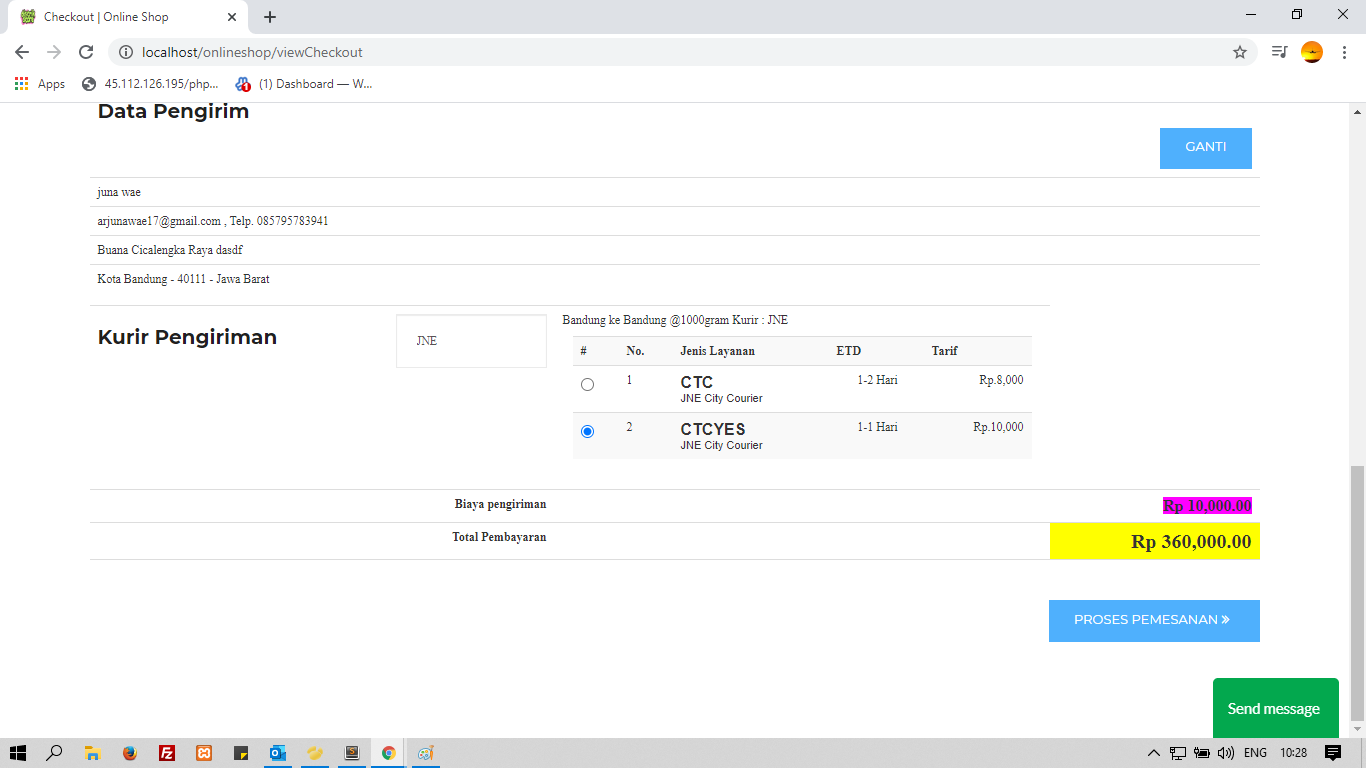 Checkout | Online Shop
localhost/onlineshop/viewCheckout
Apps 45.112.126.195/php... (1) Dashboard — W...
Data Pengirim
GANTI
juna wae
arjunawae17@gmail.com , Telp. 085795783941
Buana Cicalengka Raya dasdf
Kota Bandung - 40111 - Jawa Barat
Kurir Pengiriman
JNE
Bandung ke Bandung @1000gram Kurir : JNE
# No. Jenis Layanan ETD Tarif
1 CTC 1-2 Hari Rp.8,000
JNE City Courier
2 CTCYES 1-1 Hari Rp.10,000
JNE City Courier
Biaya pengiriman Rp 10,000.00
Total Pembayaran Rp 360,000.00
PROSES PEMESANAN »
Send message
ENG 10:28